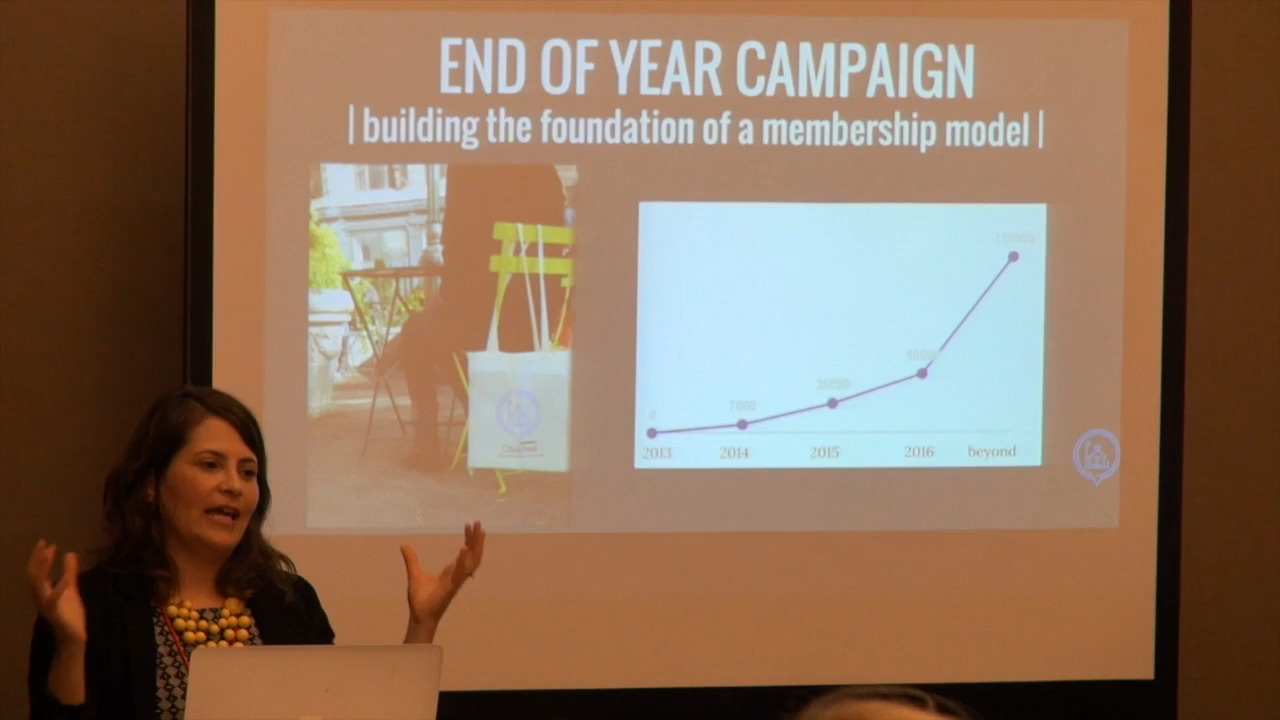 END OF YEAR CAMPAIGN
| building the foundation of a membership model |
0
7000
2013
2014
2015
2016
beyond